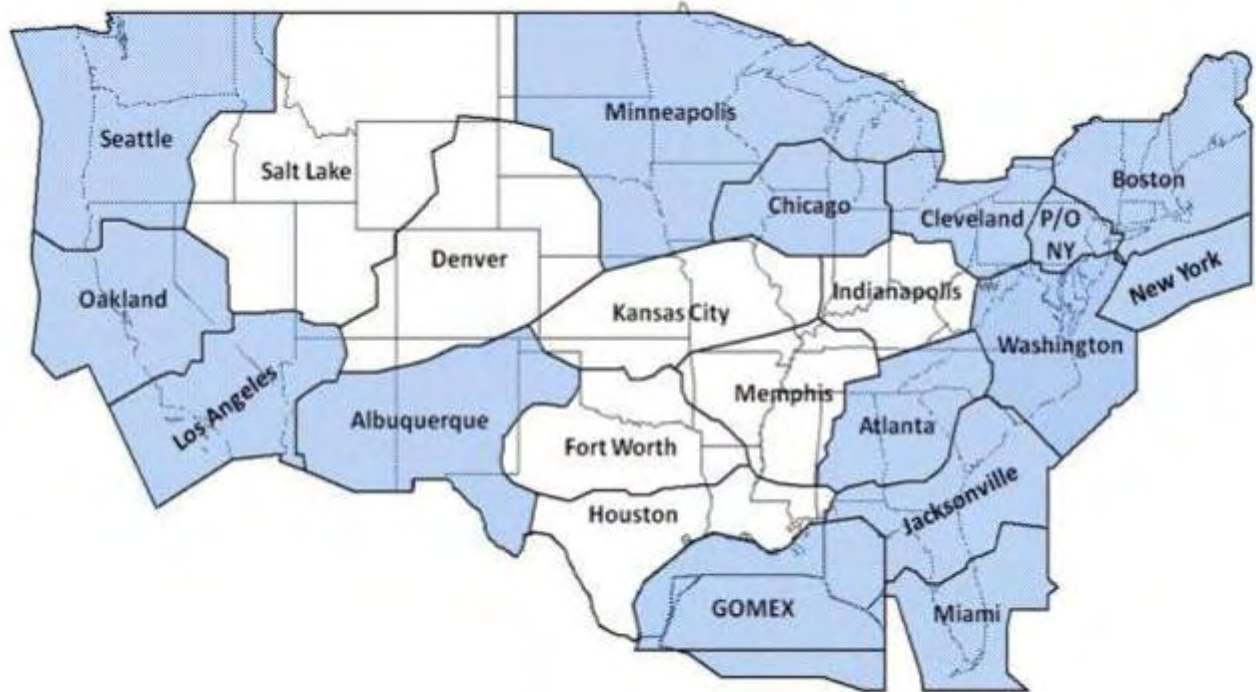 Seattle
Minneapolis
Salt Lake
Boston
Chicago
Cleveland
P/O
NY
Denver
New York
Oakland
Indianapolis
Kansas City
Washington
Los Angeles
Memphis
Albuquerque
Atlanta
Fort Worth
Jacksonville
Houston
GOMEX
Miami